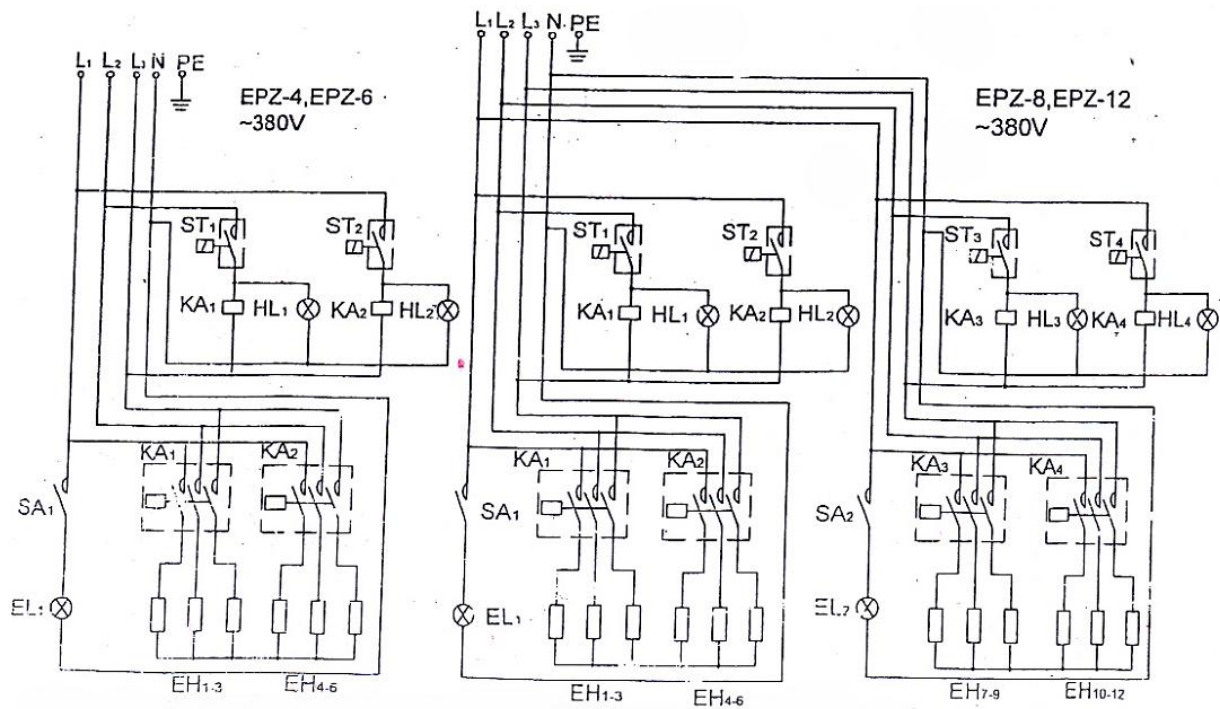 L1 L2 L3 N PE
EPZ-4,EPZ-6
~380V
ST1 ST2
KA1 HL1 KA2 HL2
KA1 KA2
SA1
EL1
EH1-3 EH4-6
L1 L2 L3 N PE
EPZ-8,EPZ-12
~380V
ST1 ST2 ST3 ST4
KA1 HL1 KA2 HL2 KA3 HL3 KA4 HL4
KA1 KA2 KA3 KA4
SA1 SA2
EL1 EL2
EH1-3 EH4-6 EH7-9 EH10-12